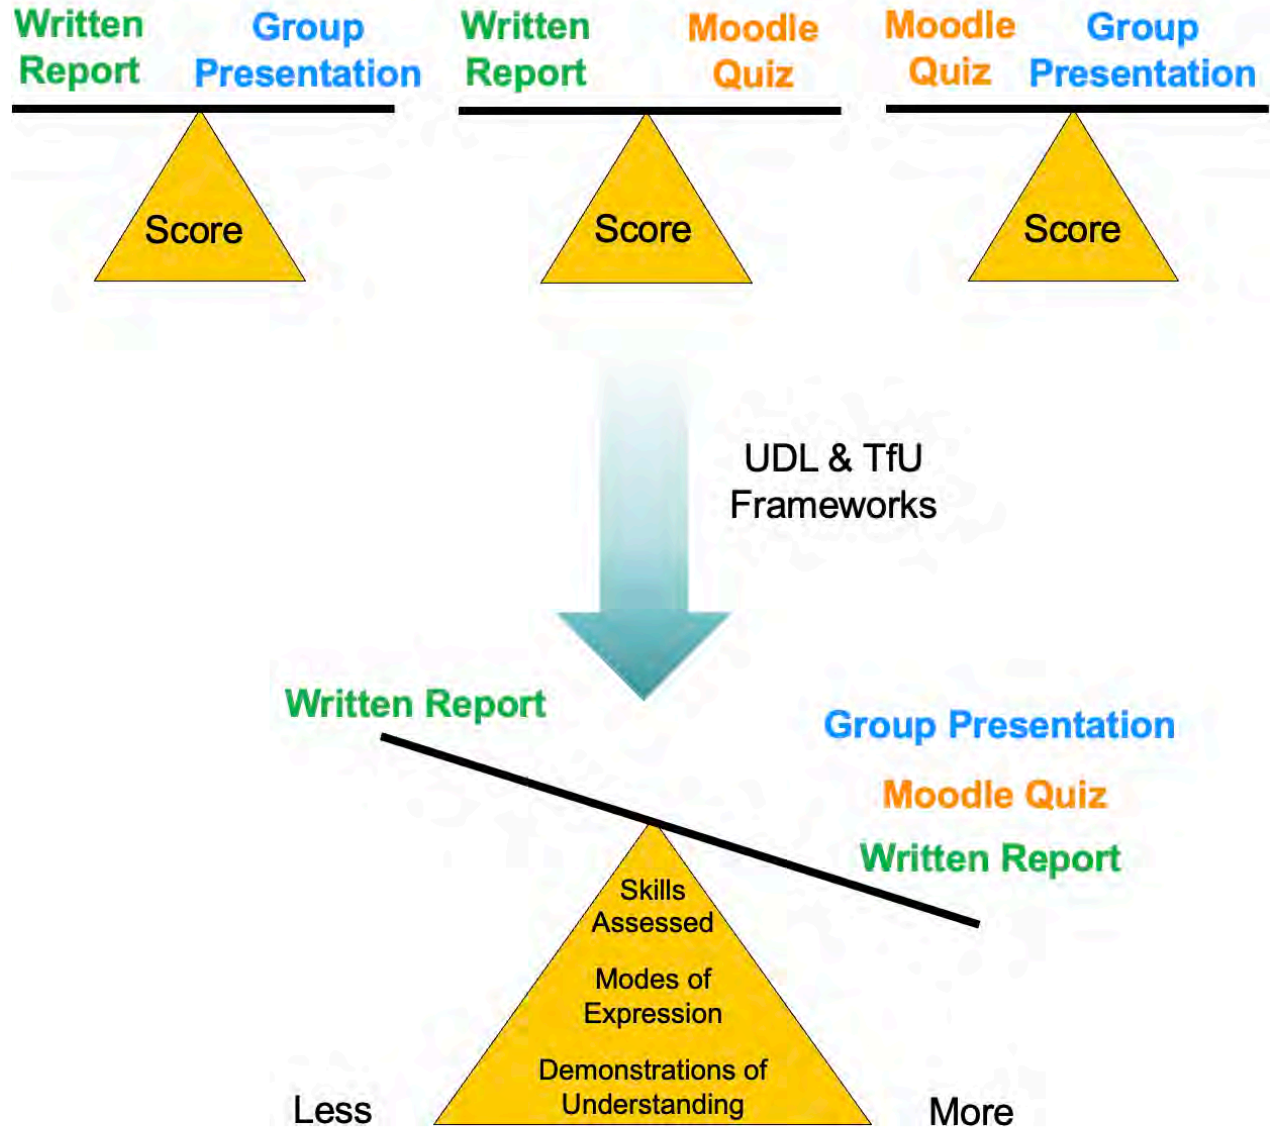 Written
Report
Group
Presentation
Written
Report
Moodle
Quiz
Moodle
Quiz
Group
Presentation
Score
Score
Score
UDL & TfU
Frameworks
Written Report
Group Presentation
Moodle Quiz
Written Report
Skills
Assessed
Modes of
Expression
Demonstrations of
Understanding
Less
More